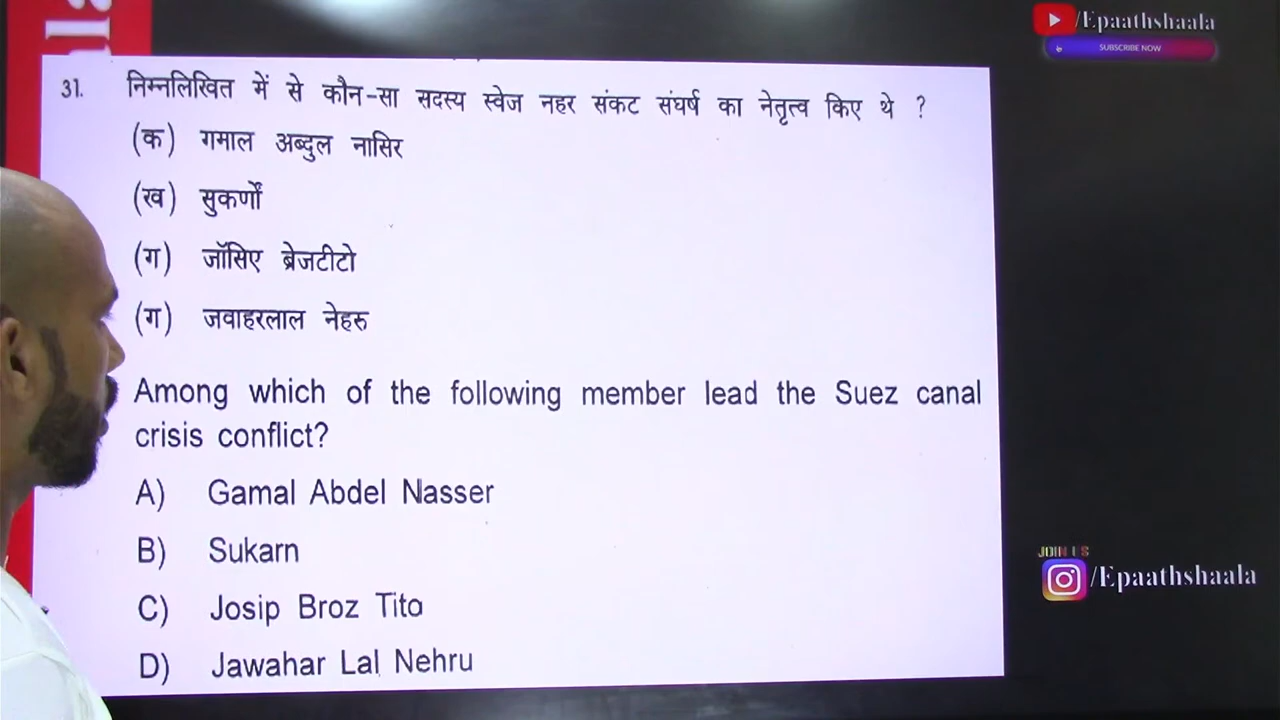 /Epaathshaala
SUBSCRIBE NOW
31. निम्नलिखित में से कौन-सा सदस्य स्वेज नहर संकट संघर्ष का नेतृत्व किए थे ?
(क) गमाल अब्दुल नासिर
(ख) सुकर्णों
(ग) जॉसिए ब्रेजटीटो
(ग) जवाहरलाल नेहरु
Among which of the following member lead the Suez canal
crisis conflict?
A) Gamal Abdel Nasser
B) Sukarn
C) Josip Broz Tito
D) Jawahar Lal Nehru
JOIN US
/Epaathshaala